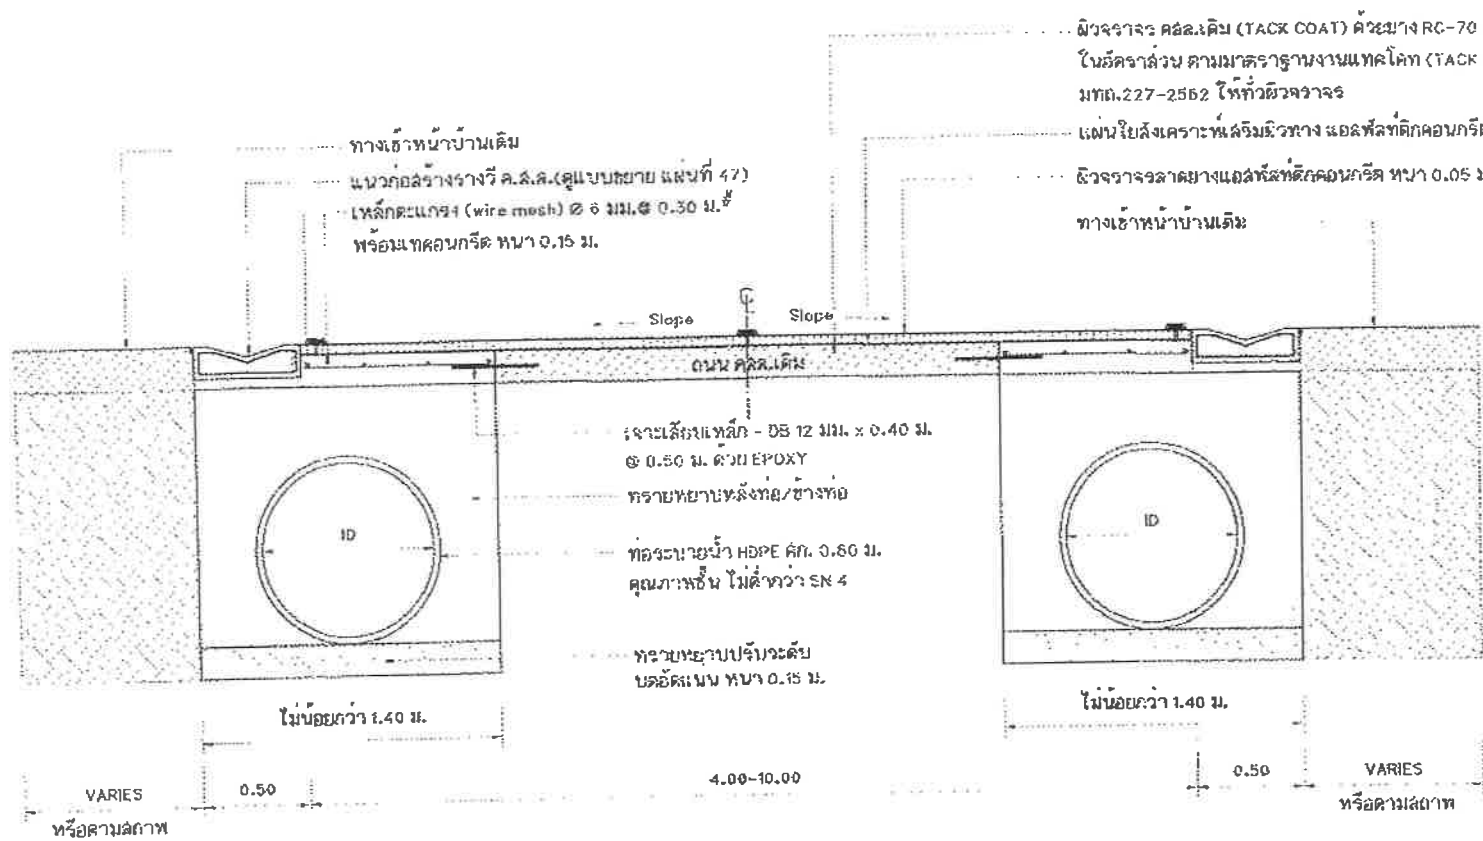 ผิวจราจร คสล.เดิม (TACK COAT) ด้วยยาง RC-70
ในอัตราส่วน ตามมาตราฐานงานแทคโคท (TACK
มทถ.227-2562 ให้ทั่วผิวจราจร
แผ่นใยสังเคราะห์เสริมผิวทาง แอสฟัลท์ติกคอนกรีต
ผิวจราจรลาดยางแอสฟัลท์ติกคอนกรีต หนา 0.05 ม
ทางเข้าหน้าบ้านเดิม
ทางเข้าหน้าบ้านเดิม
แนวก่อสร้างรางวี ค.ส.ล.(ดูแบบขยาย แผ่นที่ 47)
เหล็กตะแกรง (wire mesh) Ø 6 มม.@ 0.30 ม.#
พร้อมเทคอนกรีต หนา 0.15 ม.
Slope
Slope
ถนน คสล.เดิม
เจาะเสียบเหล็ก - DB 12 มม. x 0.40 ม.
@ 0.50 ม. ด้วย EPOXY
ทรายหยาบหลังท่อ/ข้างท่อ
ท่อระบายน้ำ HDPE ศก. 0.80 ม.
คุณภาพชั้น ไม่ต่ำกว่า SN 4
ทรายหยาบปรับระดับ
บดอัดแน่น หนา 0.15 ม.
ID
ID
ไม่น้อยกว่า 1.40 ม.
ไม่น้อยกว่า 1.40 ม.
VARIES
หรือตามสภาพ
0.50
4.00-10.00
0.50
VARIES
หรือตามสภาพ